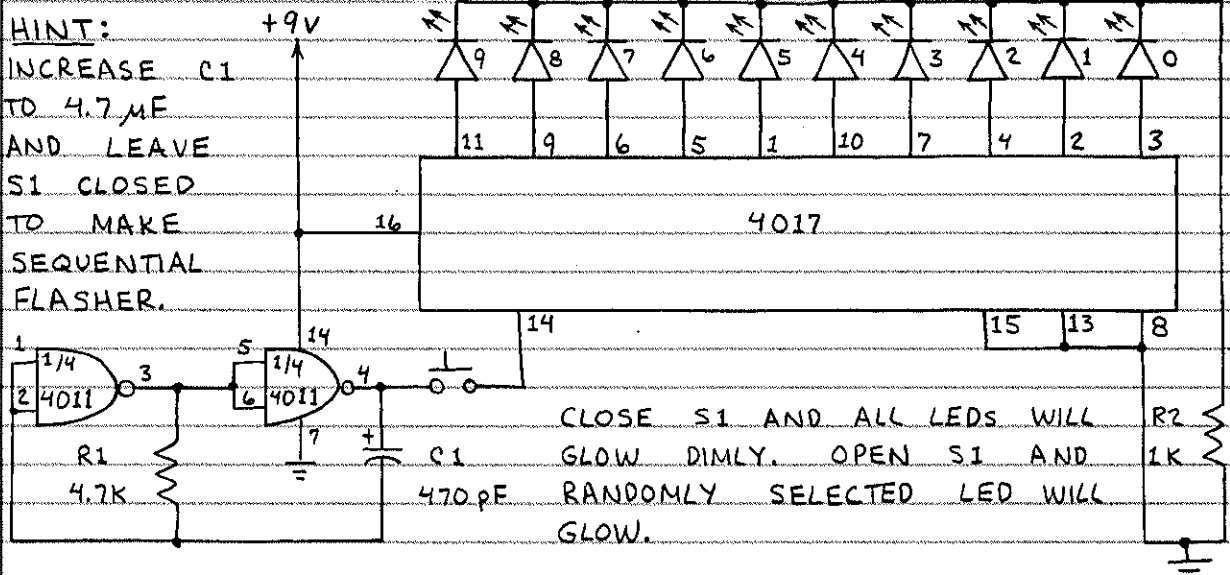 HINT:
INCREASE C1
TO 4.7 µF
AND LEAVE
S1 CLOSED
TO MAKE
SEQUENTIAL
FLASHER.
+9V
9 8 7 6 5 4 3 2 1 0
11 9 6 5 1 10 7 4 2 3
16
4017
14 15 13 8
1
2
1/4
4011
3
5
6
14
1/4
4011
4
7
R1
4.7K
+
C1
470 pF
CLOSE S1 AND ALL LEDs WILL
GLOW DIMLY. OPEN S1 AND
RANDOMLY SELECTED LED WILL
GLOW.
R2
1K